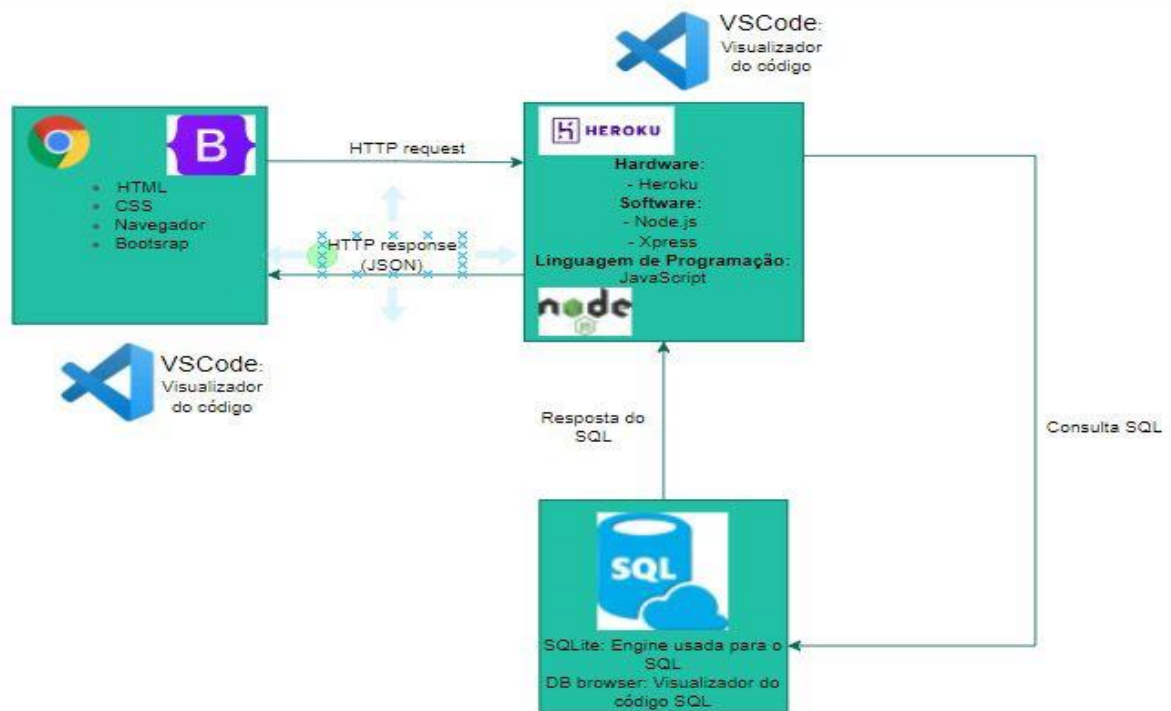 VSCode:
Visualizador
do código
B
HEROKU
HTTP request
Hardware:
- Heroku
Software:
- Node.js
- Xpress
Linguagem de Programação:
JavaScript
node
JS
HTML
CSS
Navegador
Bootsrap
HTTP response
(JSON)
VSCode:
Visualizador
do código
Resposta do
SQL
Consulta SQL
SQL
SQLite: Engine usada para o
SQL
DB browser: Visualizador do
código SQL